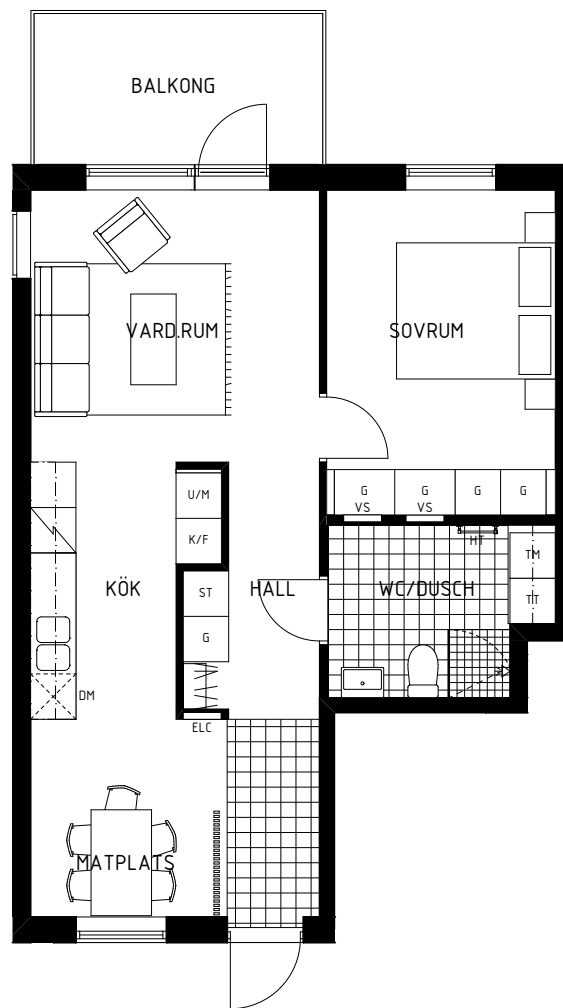 BALKONG
VARD.RUM
SOVRUM
G
G
G
G
VS
VS
U/M
K/F
HT
TM
KÖK
ST
HALL
WC/DUSCH
TT
G
DM
ELC
MATPLATS